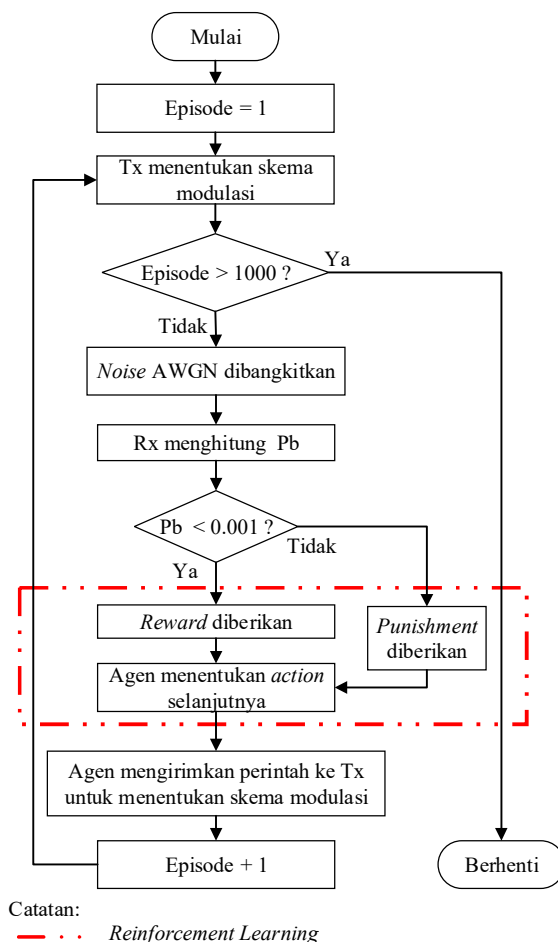 Mulai
Episode = 1
Tx menentukan skema
modulasi
Episode > 1000 ?
Ya
Tidak
Noise AWGN dibangkitkan
Rx menghitung Pb
Pb < 0.001 ?
Tidak
Ya
Reward diberikan
Punishment
diberikan
Agen menentukan action
selanjutnya
Agen mengirimkan perintah ke Tx
untuk menentukan skema modulasi
Episode + 1
Berhenti
Catatan:
Reinforcement Learning